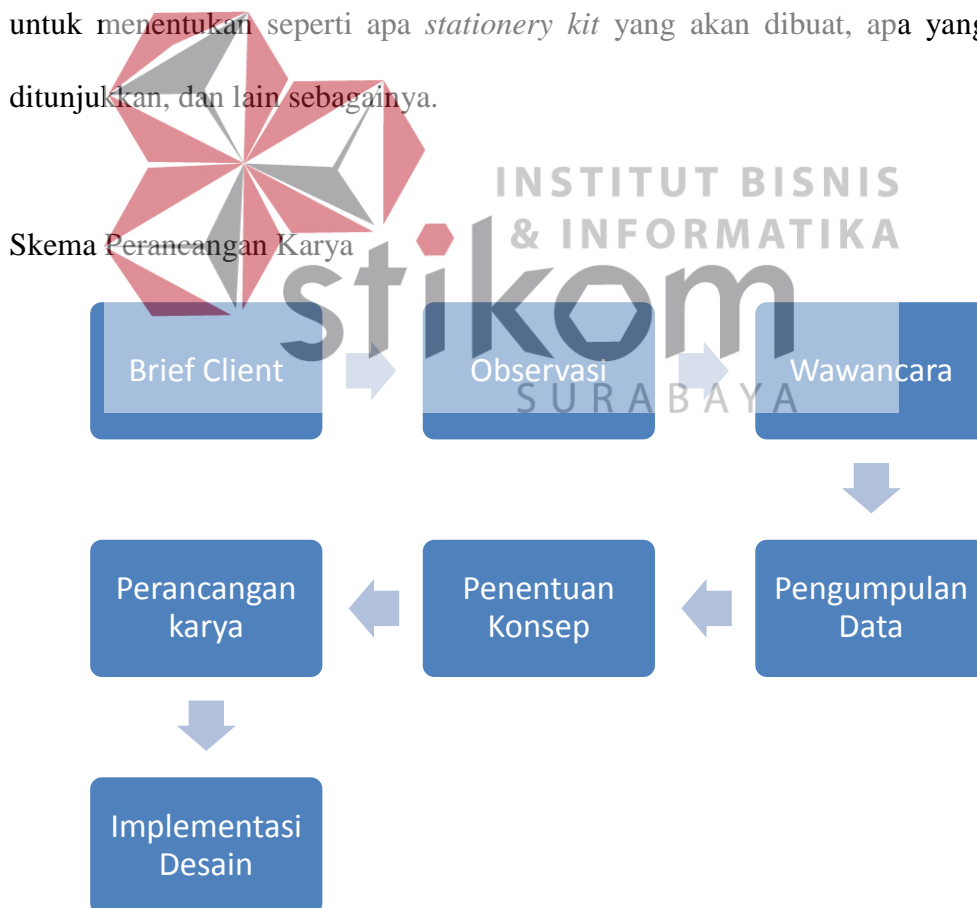 untuk menentukan seperti apa stationery kit yang akan dibuat, apa yang
ditunjukkan, dan lain sebagainya.
INSTITUT BISNIS
& INFORMATIKA
stikom
SURABAYA
Skema Perancangan Karya
Brief Client
Observasi
Wawancara
Pengumpulan
Data
Penentuan
Konsep
Perancangan
karya
Implementasi
Desain